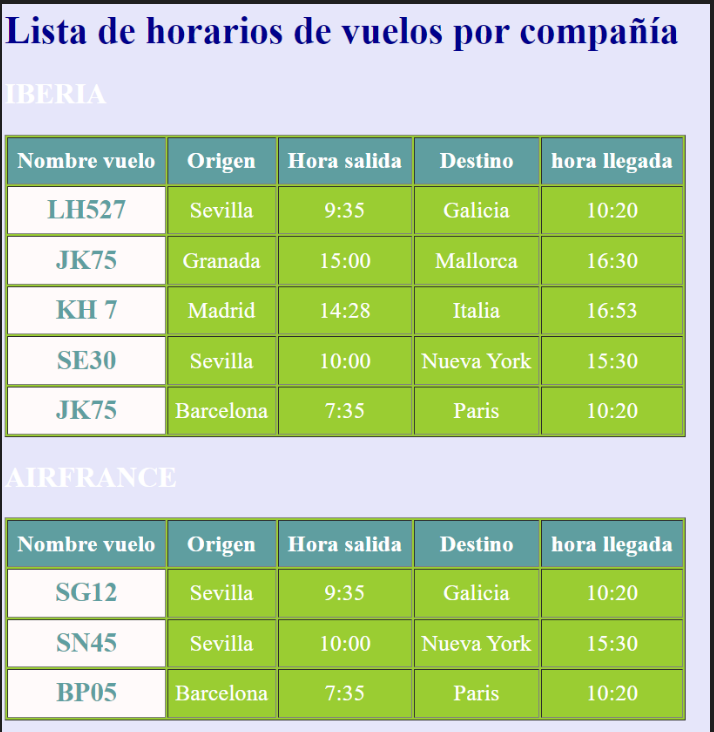 Lista de horarios de vuelos por compañía
IBERIA
Nombre vuelo Origen Hora salida Destino hora llegada
LH527 Sevilla 9:35 Galicia 10:20
JK75 Granada 15:00 Mallorca 16:30
KH 7 Madrid 14:28 Italia 16:53
SE30 Sevilla 10:00 Nueva York 15:30
JK75 Barcelona 7:35 Paris 10:20
AIRFRANCE
Nombre vuelo Origen Hora salida Destino hora llegada
SG12 Sevilla 9:35 Galicia 10:20
SN45 Sevilla 10:00 Nueva York 15:30
BP05 Barcelona 7:35 Paris 10:20